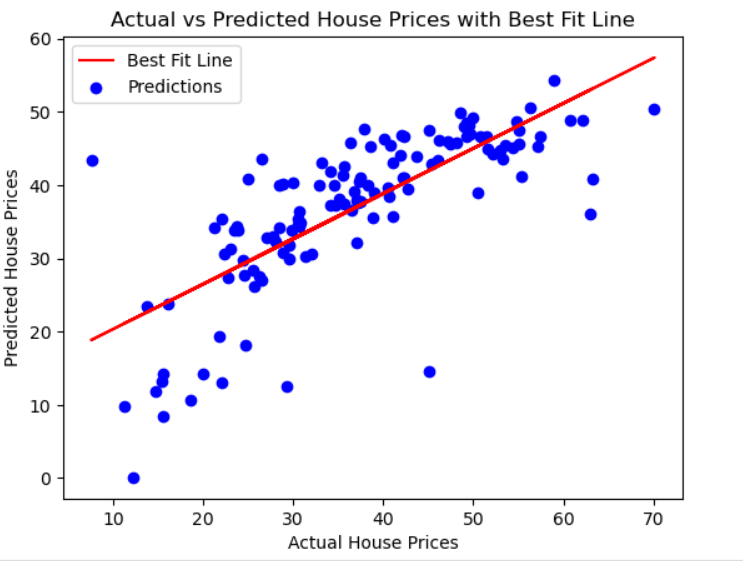 Actual vs Predicted House Prices with Best Fit Line
Best Fit Line
Predictions
Predicted House Prices
60
50
40
30
20
10
0
10 20 30 40 50 60 70
Actual House Prices